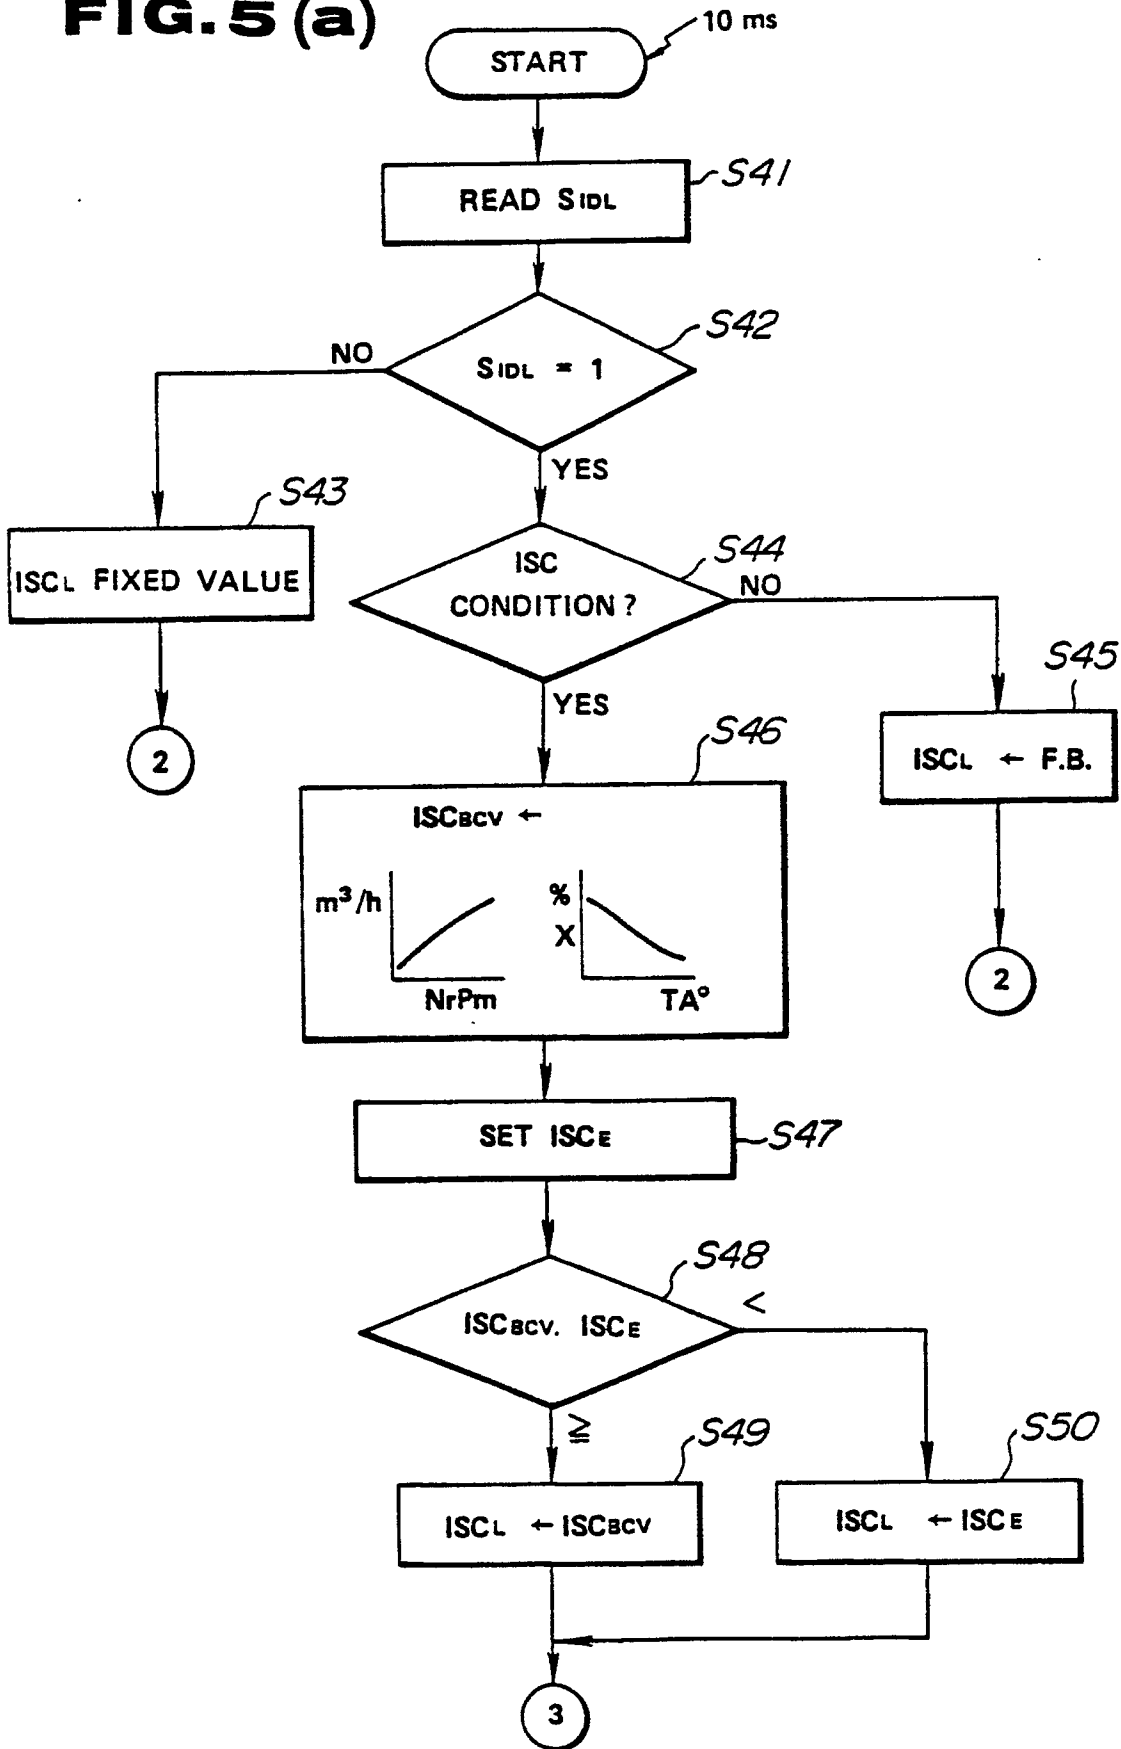 FIG. 5 (a)
10 ms
START
S41
READ SIDL
S42
NO
SIDL = 1
YES
S43
ISCL FIXED VALUE
S44
ISC
CONDITION ?
NO
YES
S45
ISCL ← F.B.
2
S46
ISCBCV ←
m³/h
NrPm
%
X
TA°
2
SET ISCE
S47
S48
ISCBCV. ISCE
<
≧
S49
ISCL ← ISCBCV
S50
ISCL ← ISCE
3